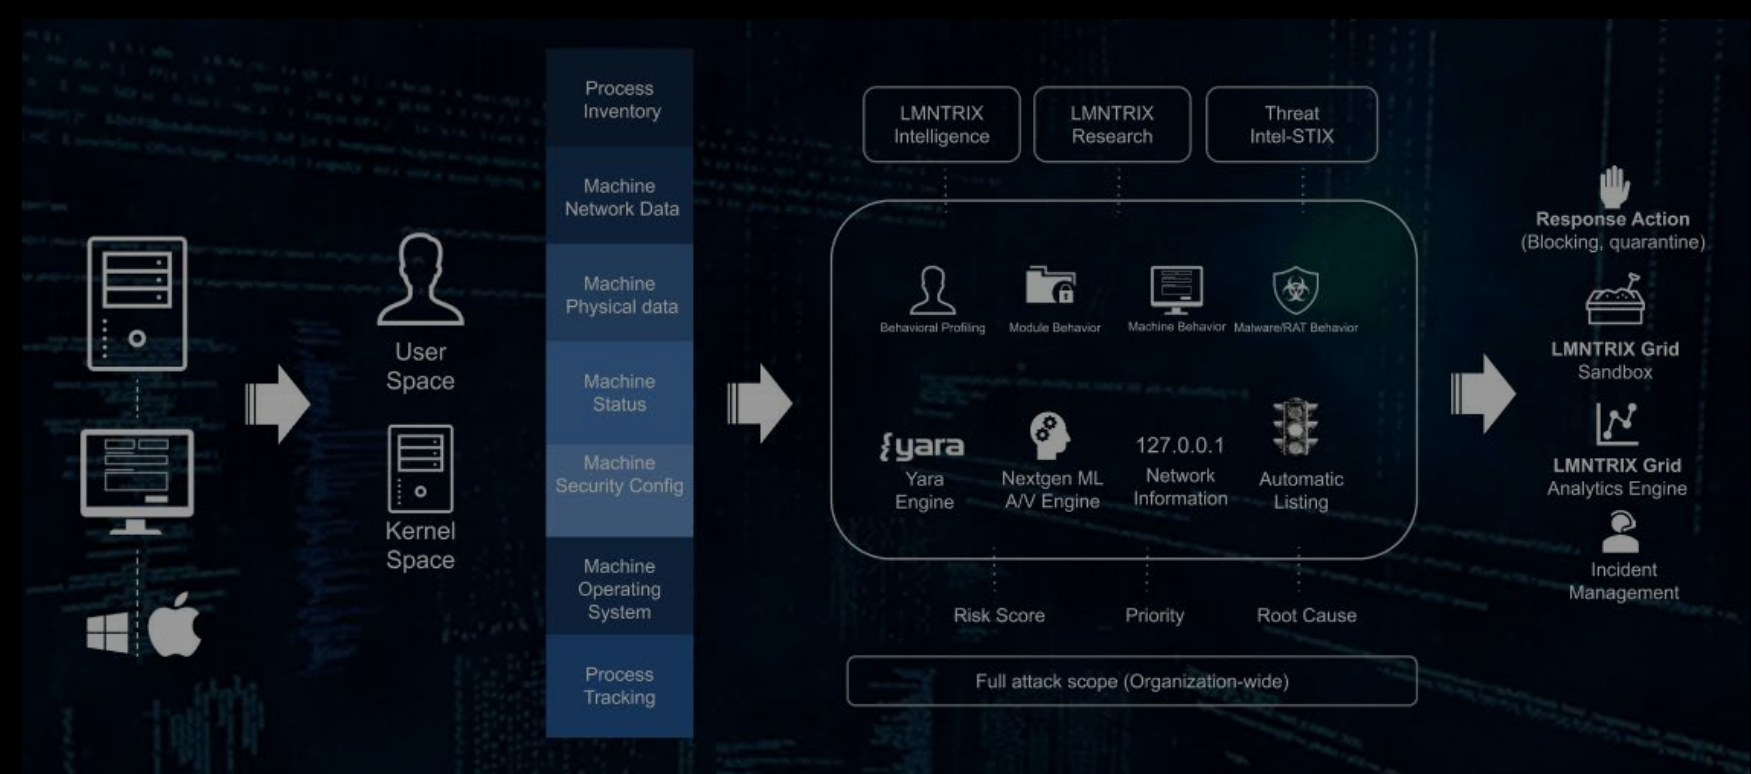 User
Space
Kernel
Space
Process
Inventory
Machine
Network Data
Machine
Physical data
Machine
Status
Machine
Security Config
Machine
Operating
System
Process
Tracking
LMNTRIX
Intelligence
LMNTRIX
Research
Threat
Intel-STIX
Behavioral Profiling
Module Behavior
Machine Behavior
Malware/RAT Behavior
yara
Yara
Engine
Nextgen ML
A/V Engine
127.0.0.1
Network
Information
Automatic
Listing
Risk Score
Priority
Root Cause
Full attack scope (Organization-wide)
Response Action
(Blocking, quarantine)
LMNTRIX Grid
Sandbox
LMNTRIX Grid
Analytics Engine
Incident
Management